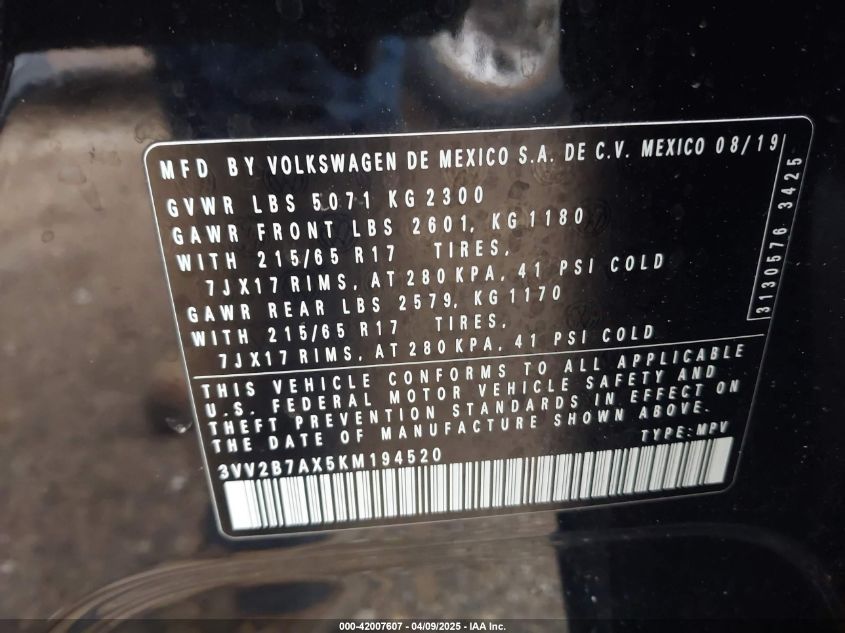 MFD BY VOLKSWAGEN DE MEXICO S.A. DE C.V. MEXICO 08/19
GVWR LBS 5071 KG 2300
GAWR FRONT LBS 2601, KG 1180
WITH 215/65 R17 TIRES,
7JX17 RIMS, AT 280 KPA, 41 PSI COLD
GAWR REAR LBS 2579, KG 1170
WITH 215/65 R17 TIRES,
7JX17 RIMS, AT 280 KPA, 41 PSI COLD
3130576 3425
THIS VEHICLE CONFORMS TO ALL APPLICABLE
U.S. FEDERAL MOTOR VEHICLE SAFETY AND
THEFT PREVENTION STANDARDS IN EFFECT ON
THE DATE OF MANUFACTURE SHOWN ABOVE.
3VV2B7AX5KM194520 TYPE: MPV
000-42007607 - 04/09/2025 - IAA Inc.